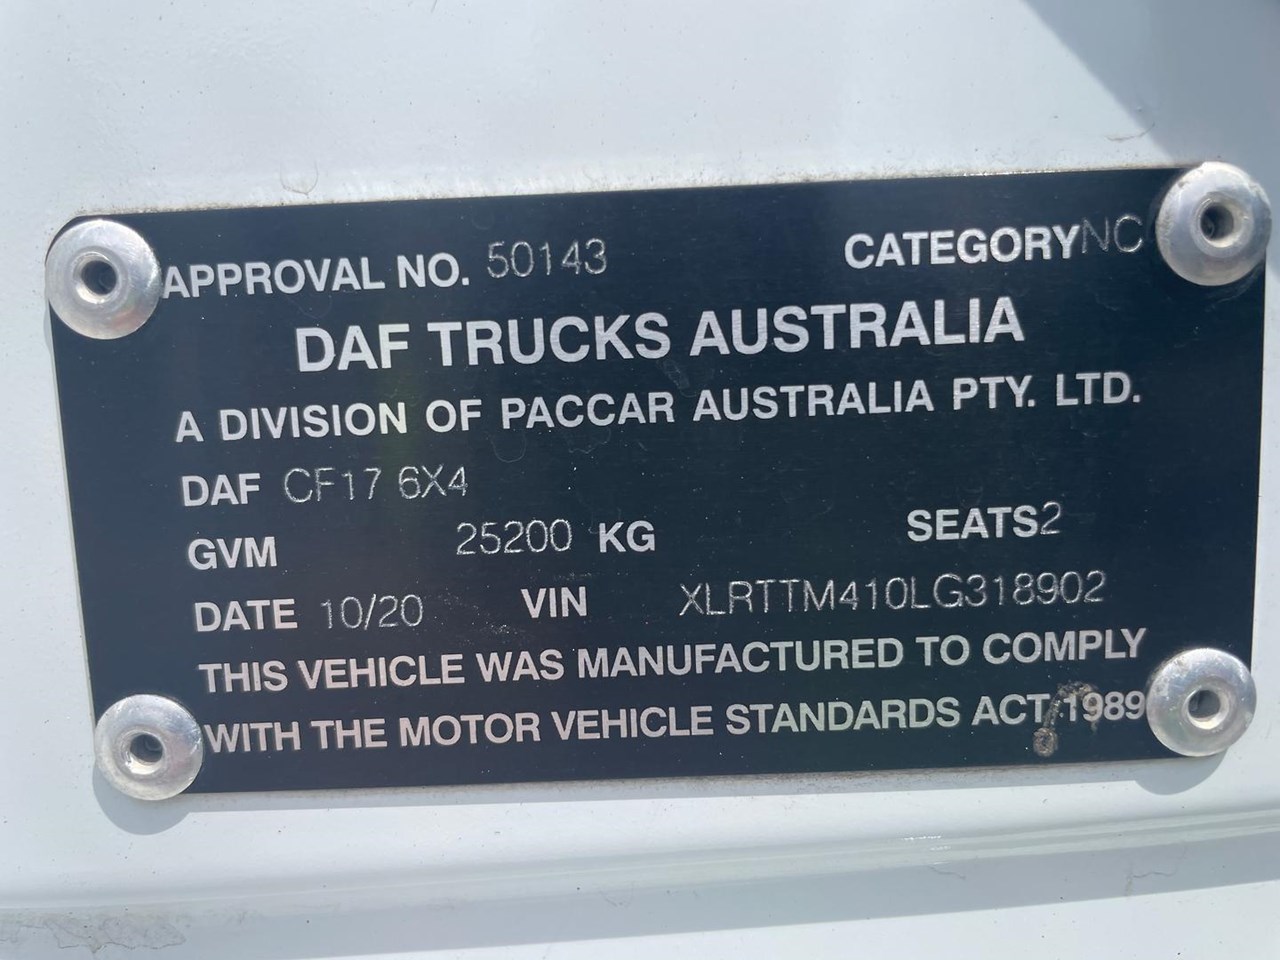 APPROVAL NO. 50143 CATEGORY NC
DAF TRUCKS AUSTRALIA
A DIVISION OF PACCAR AUSTRALIA PTY. LTD.
DAF CF17 6X4
GVM 25200 KG SEATS 2
DATE 10/20 VIN XLRTTM410LG318902
THIS VEHICLE WAS MANUFACTURED TO COMPLY
WITH THE MOTOR VEHICLE STANDARDS ACT 1989